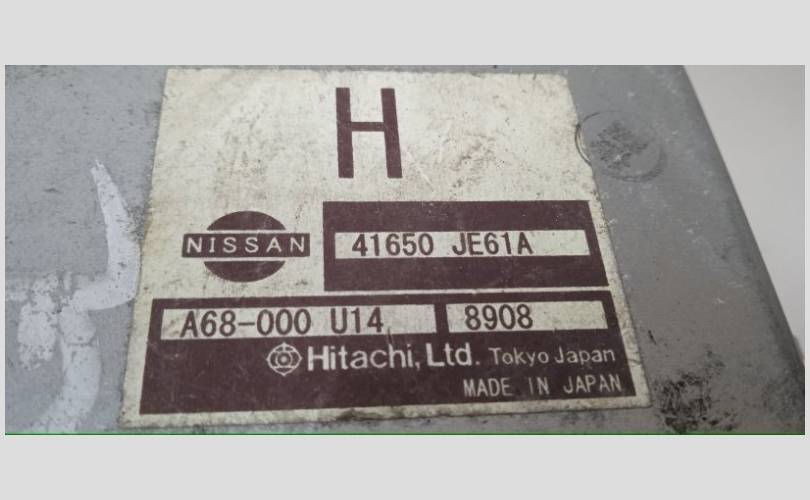 H
NISSAN
41650 JE61A
A68-000 U14 8908
Hitachi, Ltd. Tokyo Japan
MADE IN JAPAN